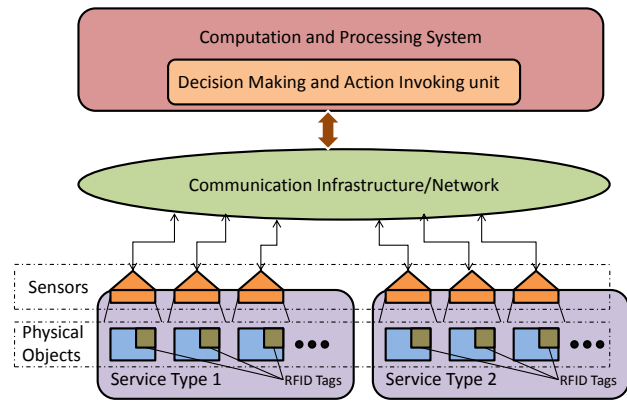 Computation and Processing System
Decision Making and Action Invoking unit
Communication Infrastructure/Network
Sensors
Physical
Objects
Service Type 1
RFID Tags
Service Type 2
RFID Tags